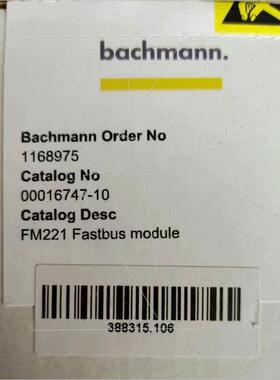 bachmann.
Bachmann Order No
1168975
Catalog No
00016747-10
Catalog Desc
FM221 Fastbus module
388315.106